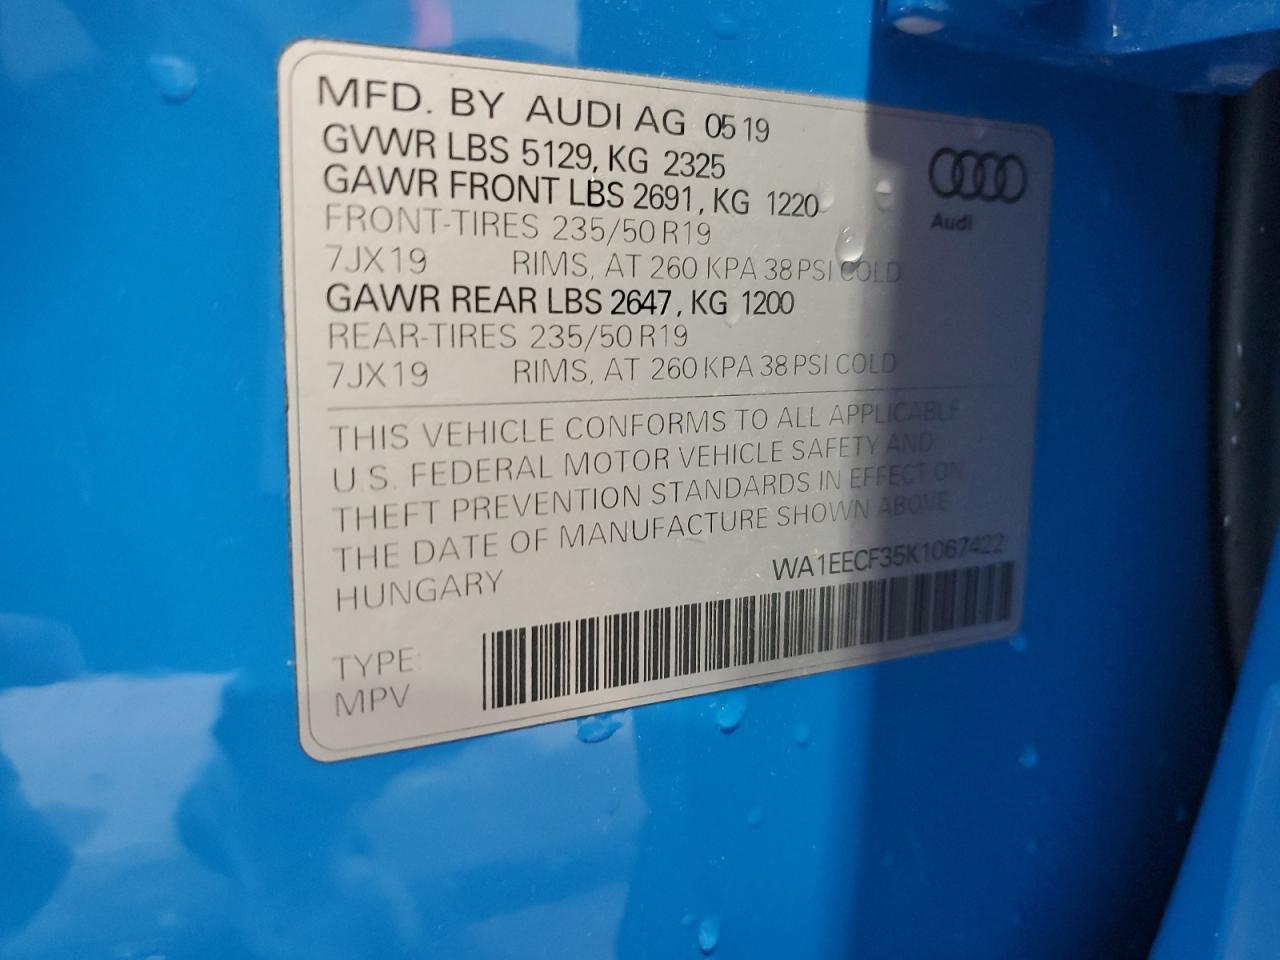 MFD. BY AUDI AG 05 19
GVWR LBS 5129, KG 2325
GAWR FRONT LBS 2691, KG 1220
FRONT-TIRES 235/50 R19
7JX19 RIMS, AT 260 KPA 38 PSI COLD
GAWR REAR LBS 2647, KG 1200
REAR-TIRES 235/50 R19
7JX19 RIMS, AT 260 KPA 38 PSI COLD
Audi
THIS VEHICLE CONFORMS TO ALL APPLICABLE
U.S. FEDERAL MOTOR VEHICLE SAFETY AND
THEFT PREVENTION STANDARDS IN EFFECT ON
THE DATE OF MANUFACTURE SHOWN ABOVE
HUNGARY
WA1EECF35K1067422
TYPE:
MPV